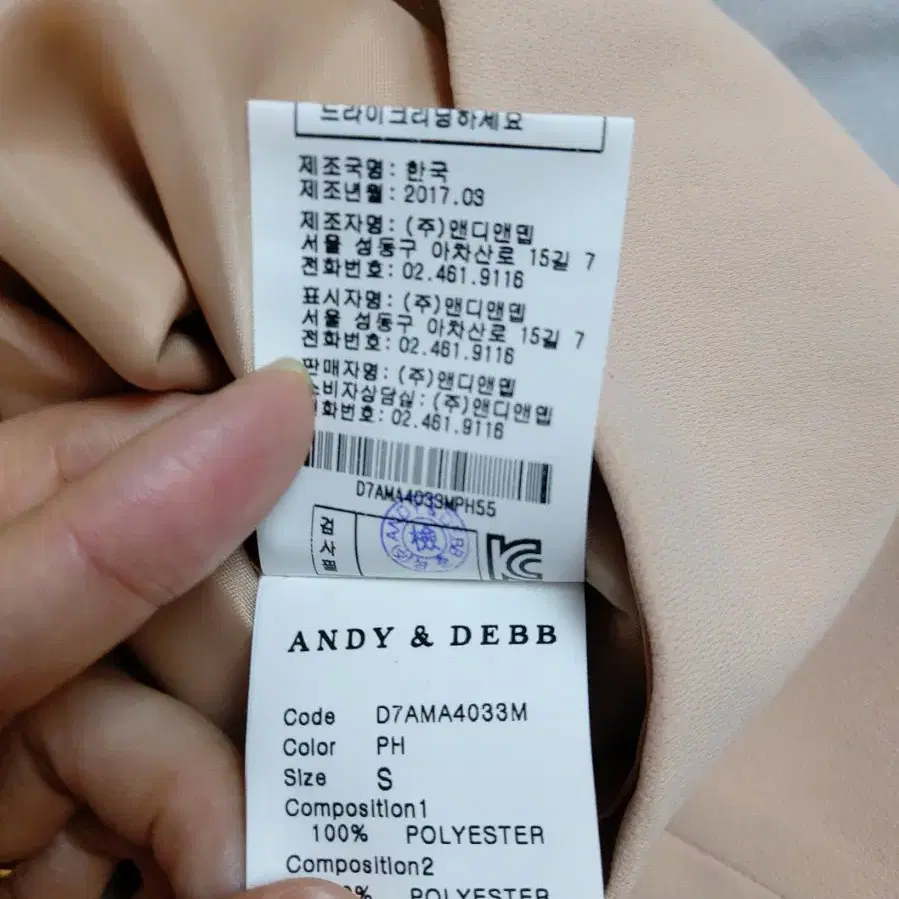 드라이크리닝하세요
제조국명: 한국
제조년월: 2017.03
제조자명: (주)앤디앤뎁
서울 성동구 아차산로 15길 7
전화번호: 02.461.9116
표시자명: (주)앤디앤뎁
서울 성동구 아차산로 15길 7
전화번호: 02.461.9116
판매자명: (주)앤디앤뎁
소비자상담실: (주)앤디앤뎁
전화번호: 02.461.9116
D7AMA4033MPH55
검사필
檢
ANDY & DEBB
Code D7AMA4033M
Color PH
Size S
Composition1
100% POLYESTER
Composition2
% POLYESTER